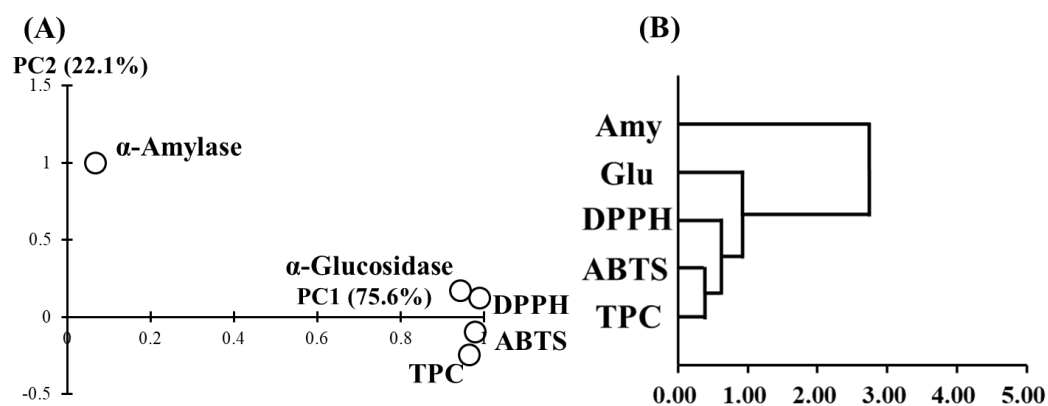 (A)
PC2 (22.1%)
1.5
1
0.5
0
-0.5
α-Amylase
α-Glucosidase
PC1 (75.6%)
DPPH
ABTS
TPC
0 0.2 0.4 0.6 0.8 1
(B)
Amy
Glu
DPPH
ABTS
TPC
0.00 1.00 2.00 3.00 4.00 5.00